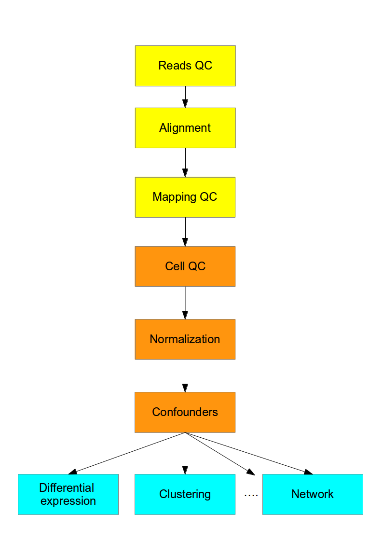 Reads QC
Alignment
Mapping QC
Cell QC
Normalization
Confounders
Differential
expression
Clustering
....
Network